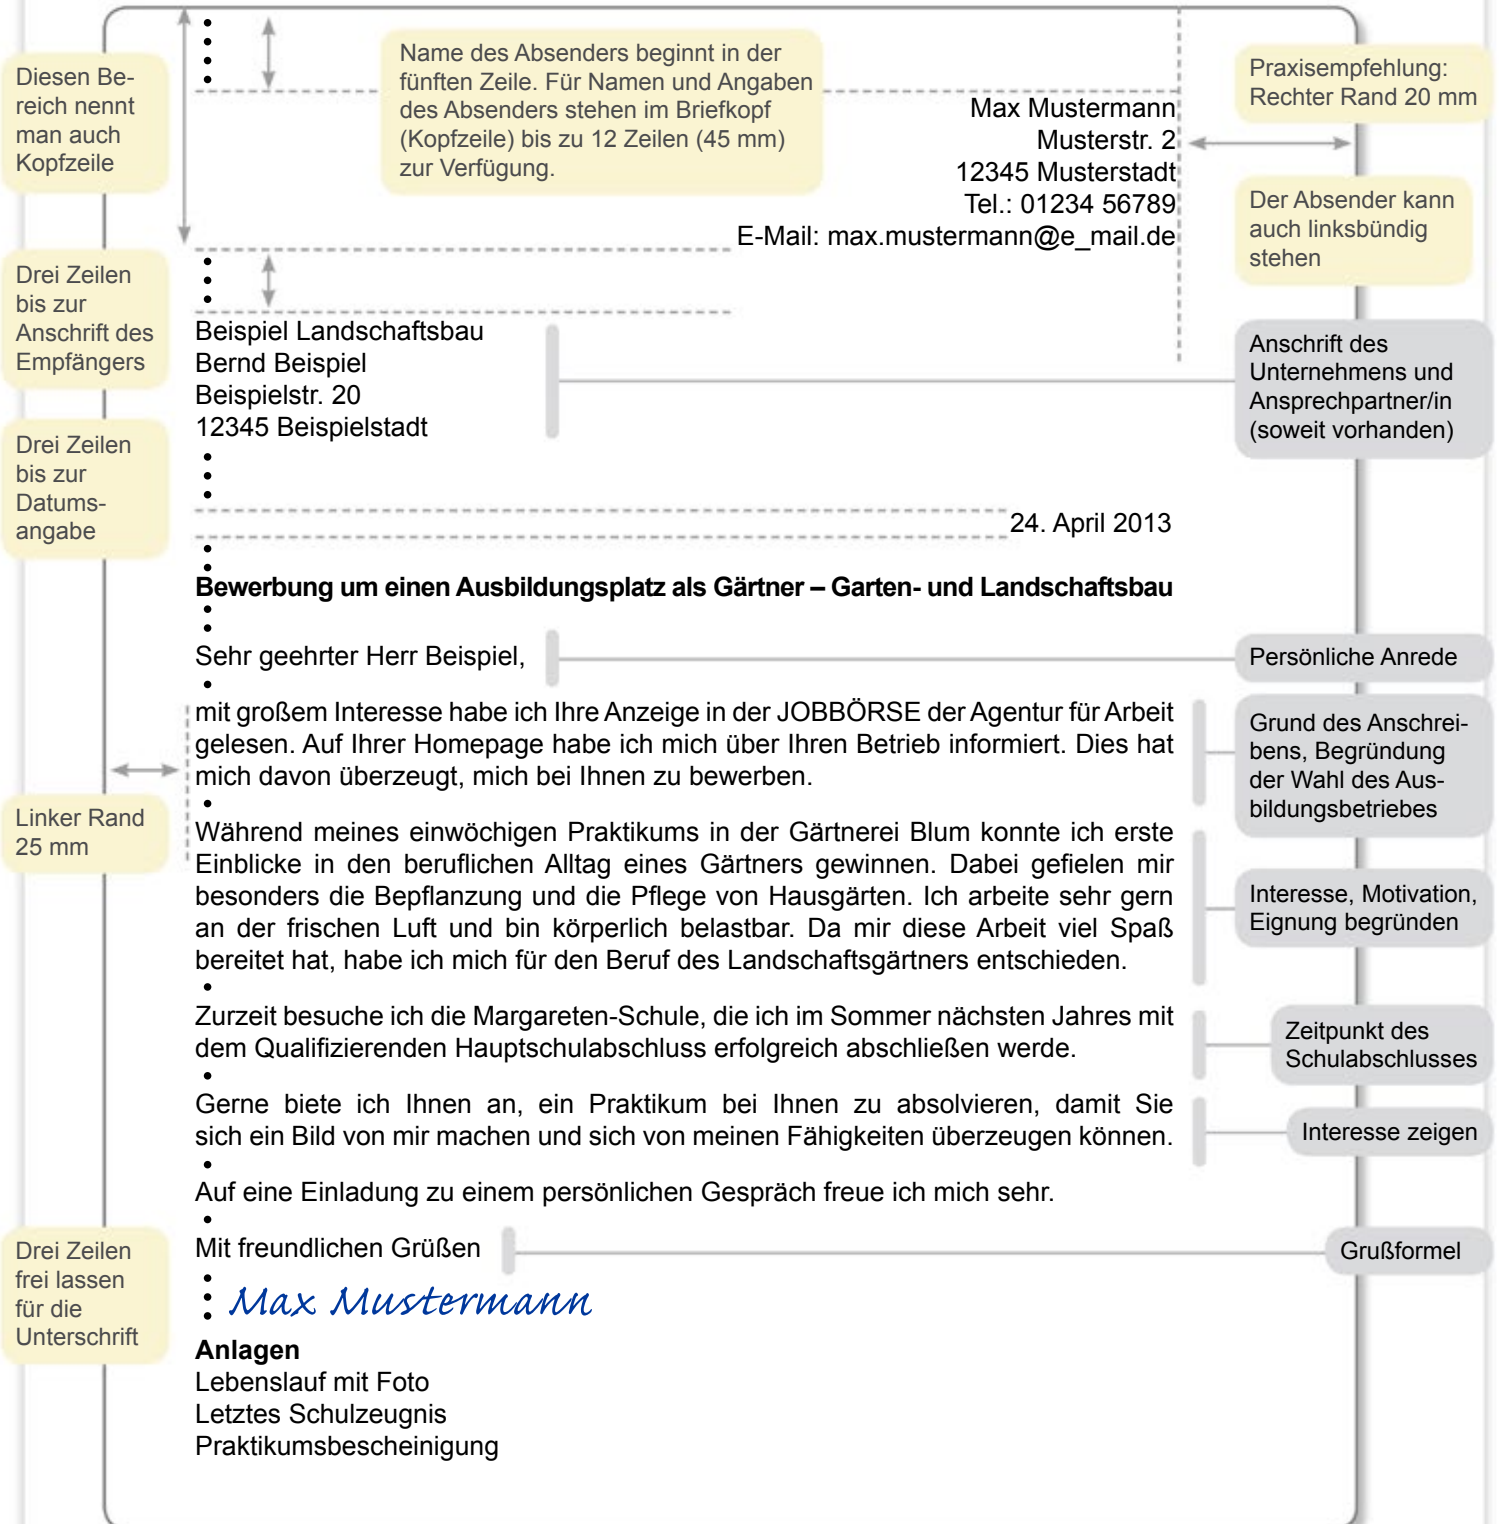 Diesen Be-
reich nennt
man auch
Kopfzeile
Name des Absenders beginnt in der
fünften Zeile. Für Namen und Angaben
des Absenders stehen im Briefkopf
(Kopfzeile) bis zu 12 Zeilen (45 mm)
zur Verfügung.
Praxisempfehlung:
Rechter Rand 20 mm
Max Mustermann
Musterstr. 2
12345 Musterstadt
Tel.: 01234 56789
E-Mail: max.mustermann@e_mail.de
Der Absender kann
auch linksbündig
stehen
Drei Zeilen
bis zur
Anschrift des
Empfängers
Beispiel Landschaftsbau
Bernd Beispiel
Beispielstr. 20
12345 Beispielstadt
Anschrift des
Unternehmens und
Ansprechpartner/in
(soweit vorhanden)
Drei Zeilen
bis zur
Datums-
angabe
24. April 2013
Bewerbung um einen Ausbildungsplatz als Gärtner – Garten- und Landschaftsbau
Sehr geehrter Herr Beispiel,
Persönliche Anrede
mit großem Interesse habe ich Ihre Anzeige in der JOBBÖRSE der Agentur für Arbeit
gelesen. Auf Ihrer Homepage habe ich mich über Ihren Betrieb informiert. Dies hat
mich davon überzeugt, mich bei Ihnen zu bewerben.
Grund des Anschrei-
bens, Begründung
der Wahl des Aus-
bildungsbetriebes
Linker Rand
25 mm
Während meines einwöchigen Praktikums in der Gärtnerei Blum konnte ich erste
Einblicke in den beruflichen Alltag eines Gärtners gewinnen. Dabei gefielen mir
besonders die Bepflanzung und die Pflege von Hausgärten. Ich arbeite sehr gern
an der frischen Luft und bin körperlich belastbar. Da mir diese Arbeit viel Spaß
bereitet hat, habe ich mich für den Beruf des Landschaftsgärtners entschieden.
Interesse, Motivation,
Eignung begründen
Zurzeit besuche ich die Margareten-Schule, die ich im Sommer nächsten Jahres mit
dem Qualifizierenden Hauptschulabschluss erfolgreich abschließen werde.
Zeitpunkt des
Schulabschlusses
Gerne biete ich Ihnen an, ein Praktikum bei Ihnen zu absolvieren, damit Sie
sich ein Bild von mir machen und sich von meinen Fähigkeiten überzeugen können.
Interesse zeigen
Auf eine Einladung zu einem persönlichen Gespräch freue ich mich sehr.
Mit freundlichen Grüßen
Grußformel
Drei Zeilen
frei lassen
für die
Unterschrift
Max Mustermann
Anlagen
Lebenslauf mit Foto
Letztes Schulzeugnis
Praktikumsbescheinigung